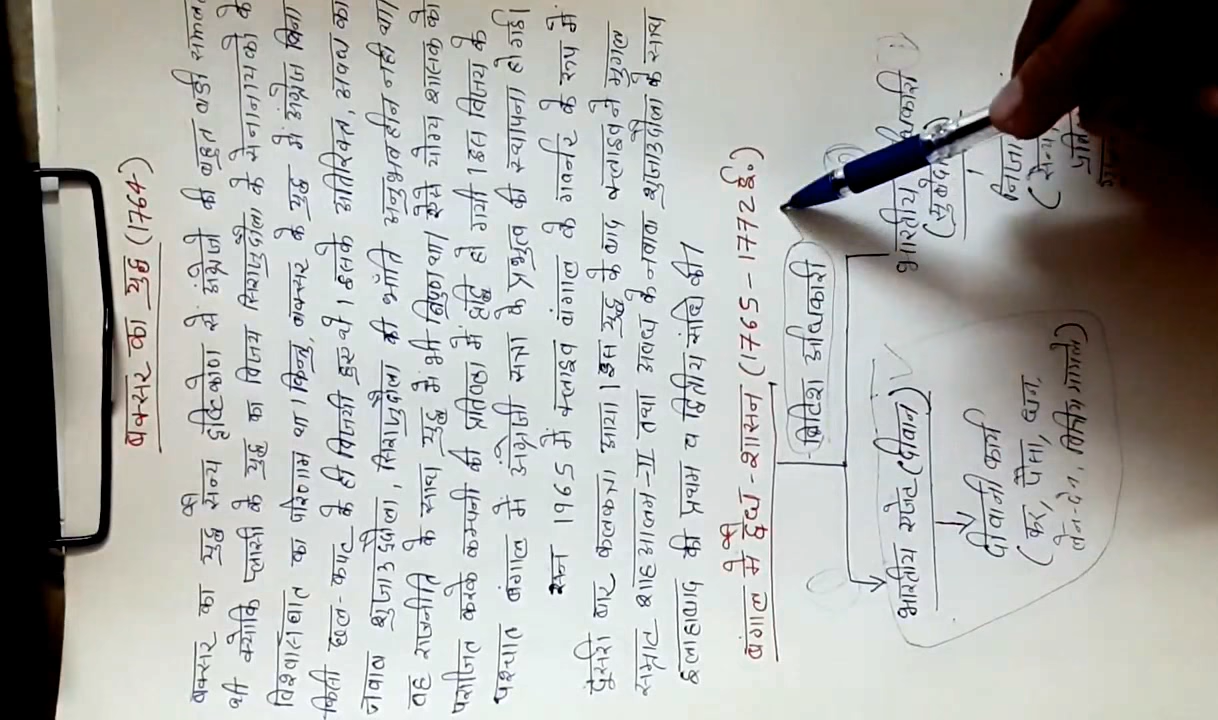 बक्सर का युद्ध (1764)
बक्सर का युद्ध सैन्य दृष्टिकोण से अंग्रेजों की बहुत बड़ी सफलता
थी क्योंकि प्लासी के युद्ध का विजय सिराजुद्दौला के सेनानायकों के
विश्वासघात का परिणाम था। किन्तु, बक्सर के युद्ध में अंग्रेज बिना
किसी छल-कपट के ही विजयी हुए थे। इसके अतिरिक्त, अवध का
नवाब शुजाउद्दौला, सिराजुद्दौला की भाँति अनुभवहीन नहीं था।
वह राजनीति के साथ युद्ध में भी निपुण था। ऐसे योग्य शासक को
पराजित करके कम्पनी की प्रतिष्ठा में वृद्धि हो गयी। इस विजय के
पश्चात बंगाल में अंग्रेजी सत्ता के प्रभुत्व की स्थापना हो गई।
सन 1965 में क्लाइव बंगाल के गवर्नर के रूप में
दूसरी बार कलकत्ता आया। इस युद्ध के बाद क्लाइव ने मुगल
सम्राट शाहआलम-II तथा अवध के नवाब शुजाउद्दौला के साथ
इलाहाबाद की प्रथम व द्वितीय संधि की।
बंगाल में द्वैध-शासन (1765-1772 ई०)
ब्रिटिश अधिकारी
भारतीय एजेंट (दीवान)
दीवानी कार्य
(कर, पैसा, धन,
लेन-देन, वित्तीय मामले)
भारतीय
(सूबेदार)